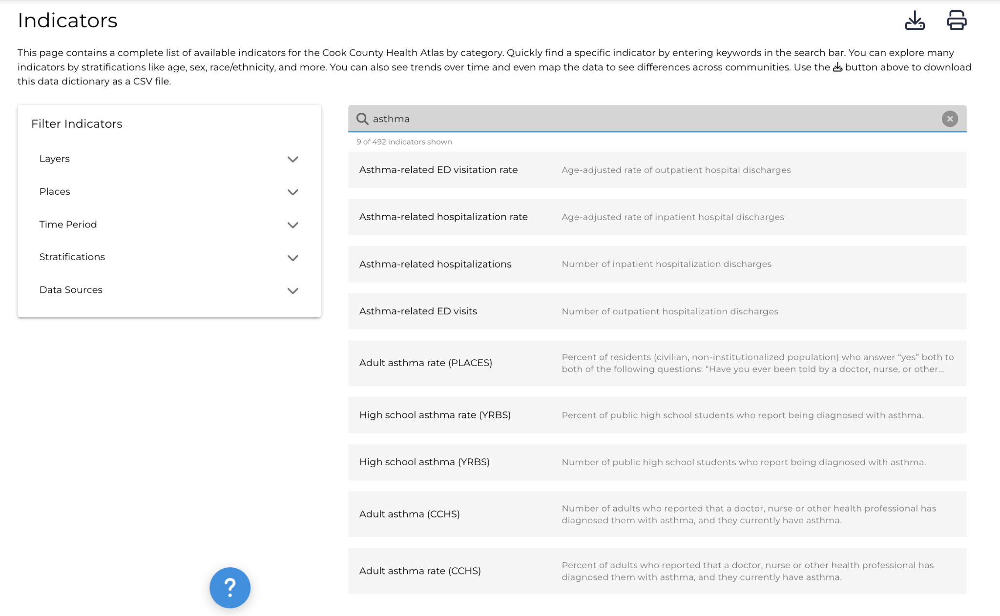 Indicators
This page contains a complete list of available indicators for the Cook County Health Atlas by category. Quickly find a specific indicator by entering keywords in the search bar. You can explore many
indicators by stratifications like age, sex, race/ethnicity, and more. You can also see trends over time and even map the data to see differences across communities. Use the button above to download
this data dictionary as a CSV file.
Filter Indicators
Layers
Places
Time Period
Stratifications
Data Sources
asthma
9 of 492 indicators shown
Asthma-related ED visitation rate
Age-adjusted rate of outpatient hospital discharges
Asthma-related hospitalization rate
Age-adjusted rate of inpatient hospital discharges
Asthma-related hospitalizations
Number of inpatient hospitalization discharges
Asthma-related ED visits
Number of outpatient hospitalization discharges
Adult asthma rate (PLACES)
Percent of residents (civilian, non-institutionalized population) who answer “yes” both to
both of the following questions: “Have you ever been told by a doctor, nurse, or other...
High school asthma rate (YRBS)
Percent of public high school students who report being diagnosed with asthma.
High school asthma (YRBS)
Number of public high school students who report being diagnosed with asthma.
Adult asthma (CCHS)
Number of adults who reported that a doctor, nurse or other health professional has
diagnosed them with asthma, and they currently have asthma.
Adult asthma rate (CCHS)
Percent of adults who reported that a doctor, nurse or other health professional has
diagnosed them with asthma, and they currently have asthma.
?